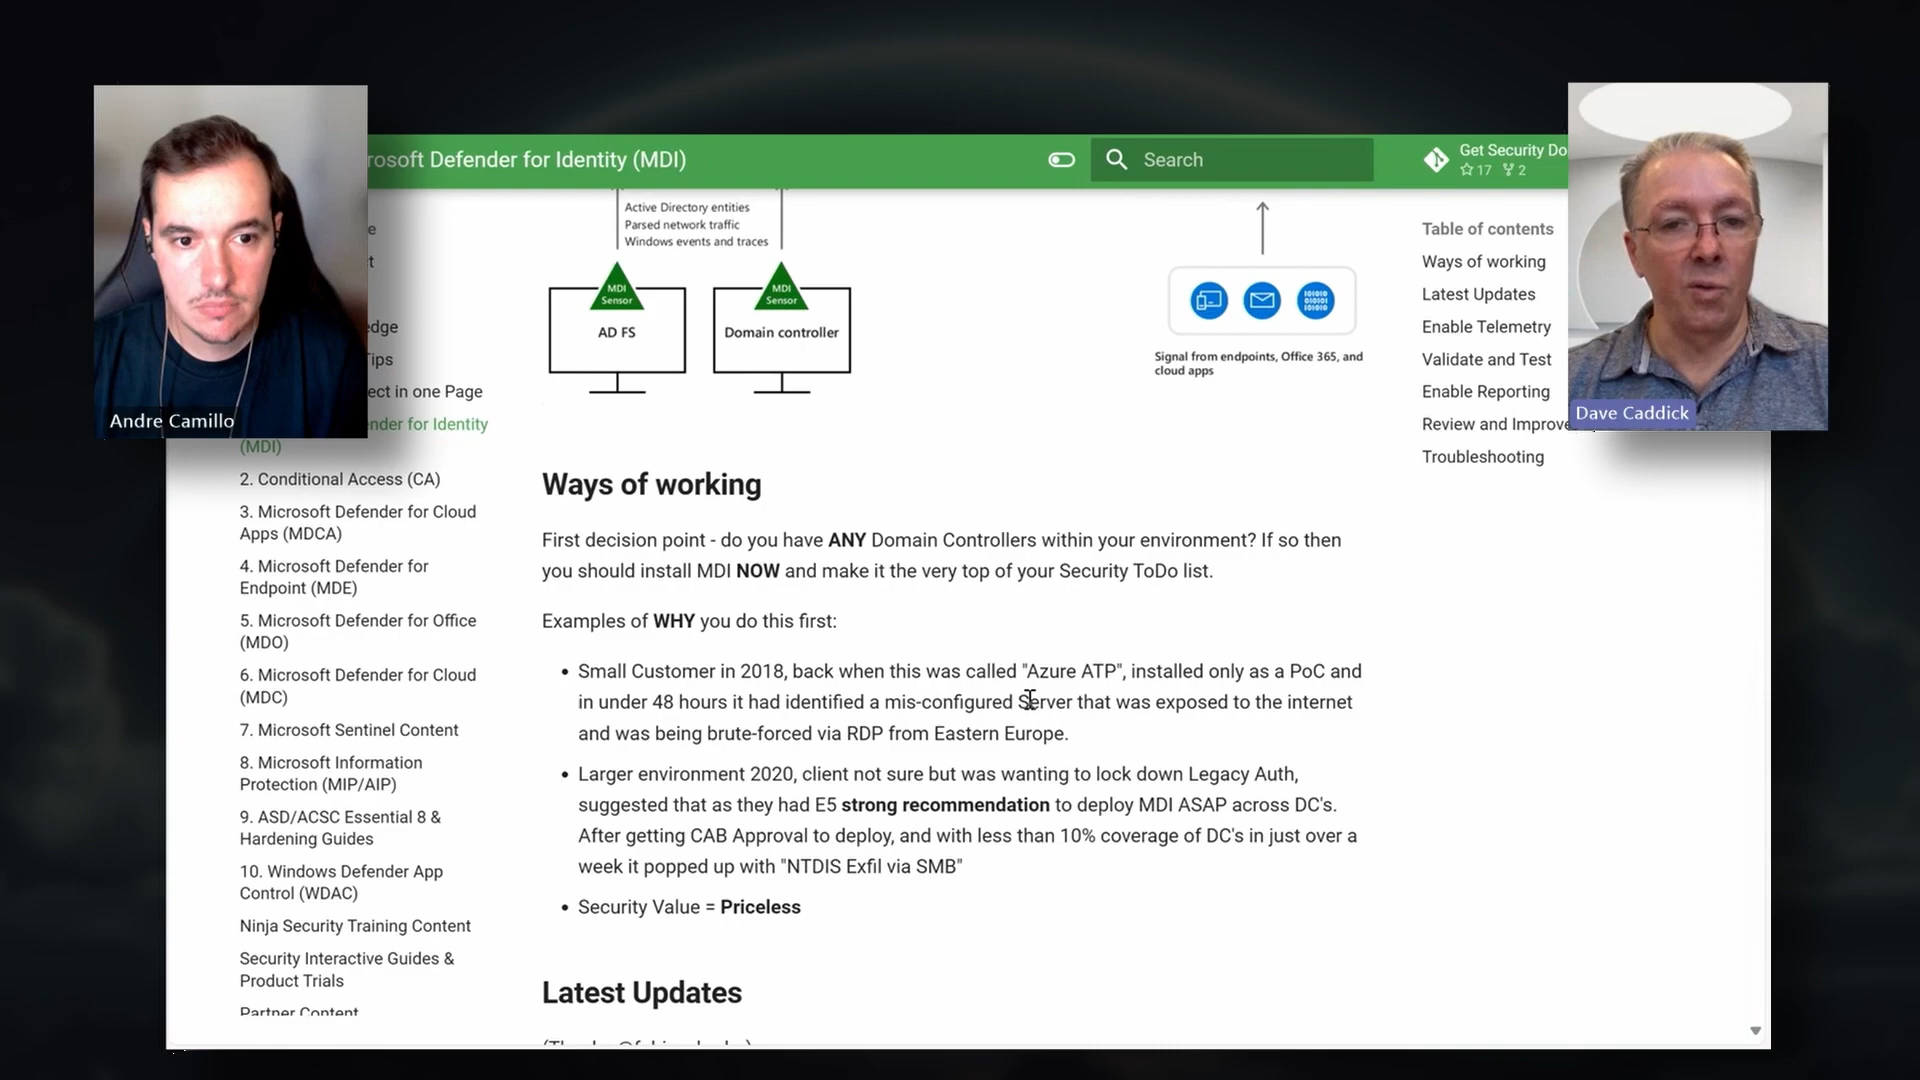 rosoft Defender for Identity (MDI)
Search
Get Security Do
17 2
Active Directory entities
Parsed network traffic
Windows events and traces
MDI
Sensor
AD FS
MDI
Sensor
Domain controller
Signal from endpoints, Office 365, and
cloud apps
Andre Camillo
Dave Caddick
e
t
edge
Tips
ect in one Page
nder for Identity
(MDI)
2. Conditional Access (CA)
3. Microsoft Defender for Cloud
Apps (MDCA)
4. Microsoft Defender for
Endpoint (MDE)
5. Microsoft Defender for Office
(MDO)
6. Microsoft Defender for Cloud
(MDC)
7. Microsoft Sentinel Content
8. Microsoft Information
Protection (MIP/AIP)
9. ASD/ACSC Essential 8 &
Hardening Guides
10. Windows Defender App
Control (WDAC)
Ninja Security Training Content
Security Interactive Guides &
Product Trials
Partner Content
Ways of working
First decision point - do you have ANY Domain Controllers within your environment? If so then
you should install MDI NOW and make it the very top of your Security ToDo list.
Examples of WHY you do this first:
• Small Customer in 2018, back when this was called "Azure ATP", installed only as a PoC and
in under 48 hours it had identified a mis-configured Server that was exposed to the internet
and was being brute-forced via RDP from Eastern Europe.
• Larger environment 2020, client not sure but was wanting to lock down Legacy Auth,
suggested that as they had E5 strong recommendation to deploy MDI ASAP across DC's.
After getting CAB Approval to deploy, and with less than 10% coverage of DC's in just over a
week it popped up with "NTDIS Exfil via SMB"
• Security Value = Priceless
Latest Updates
Table of contents
Ways of working
Latest Updates
Enable Telemetry
Validate and Test
Enable Reporting
Review and Improve
Troubleshooting